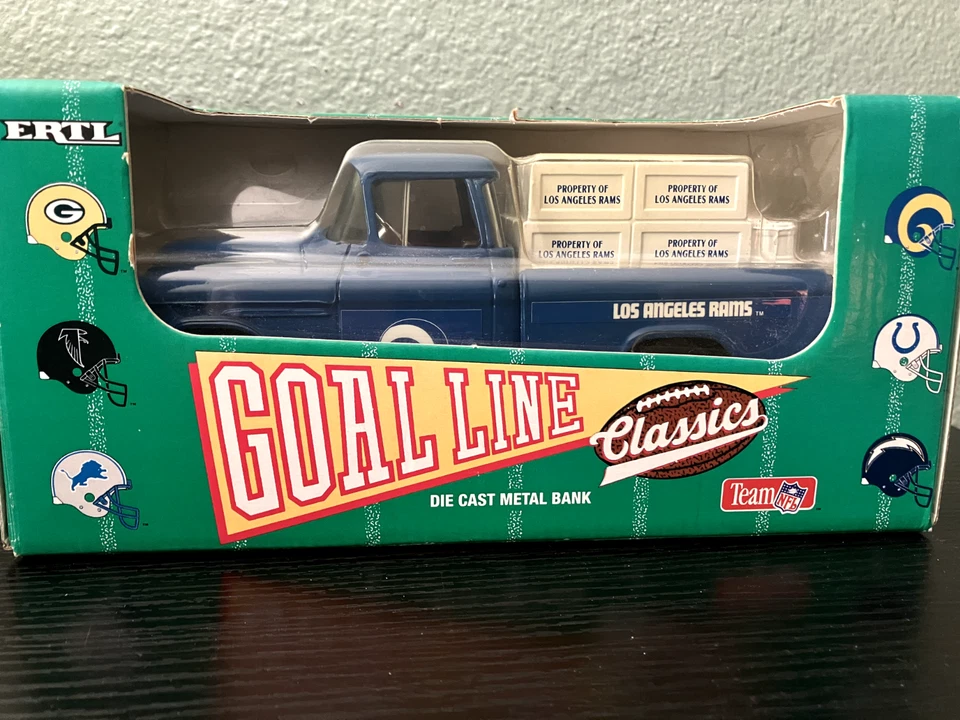 ERTL
G
PROPERTY OF
LOS ANGELES RAMS
PROPERTY OF
LOS ANGELES RAMS
PROPERTY OF
LOS ANGELES RAMS
PROPERTY OF
LOS ANGELES RAMS
LOS ANGELES RAMS™
GOAL LINE
Classics
DIE CAST METAL BANK
Team NFL